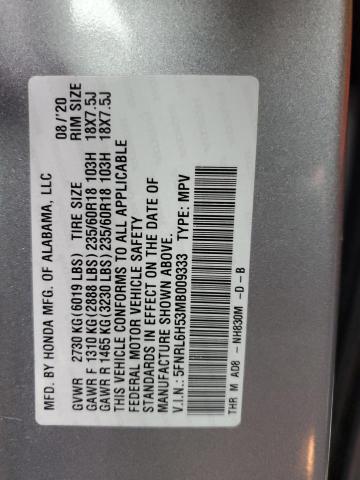 MFD. BY HONDA MFG. OF ALABAMA, LLC 08/'20
GVWR 2730 KG(6019 LBS) TIRE SIZE RIM SIZE
GAWR F 1310 KG(2888 LBS) 235/60R18 103H 18X7.5J
GAWR R 1465 KG(3230 LBS) 235/60R18 103H 18X7.5J
THIS VEHICLE CONFORMS TO ALL APPLICABLE
FEDERAL MOTOR VEHICLE SAFETY
STANDARDS IN EFFECT ON THE DATE OF
MANUFACTURE SHOWN ABOVE.
V.I.N.: 5FNRL6H53MB009333 TYPE: MPV
THR M A08 - NH830M -D-B